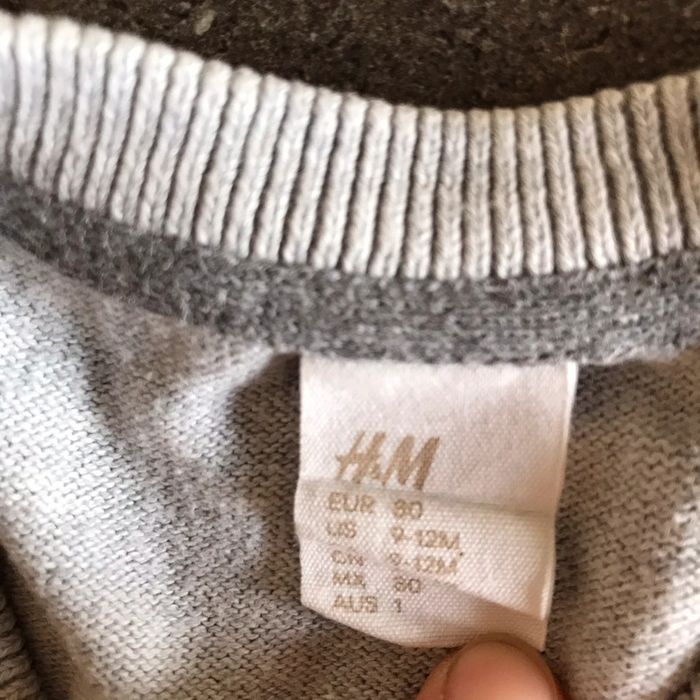 H&M
EUR 80
US 9-12M
CN 9-12M
MX 80
AUS 1